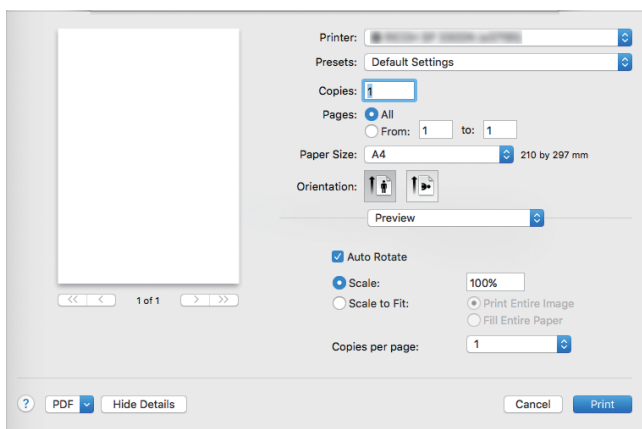 Printer:
Presets: Default Settings
Copies: 1
Pages: All
From: 1 to: 1
Paper Size: A4 210 by 297 mm
Orientation:
Preview
Auto Rotate
Scale: 100%
Scale to Fit: Print Entire Image
Fill Entire Paper
Copies per page: 1
<< < 1 of 1 > >>
? PDF Hide Details Cancel Print